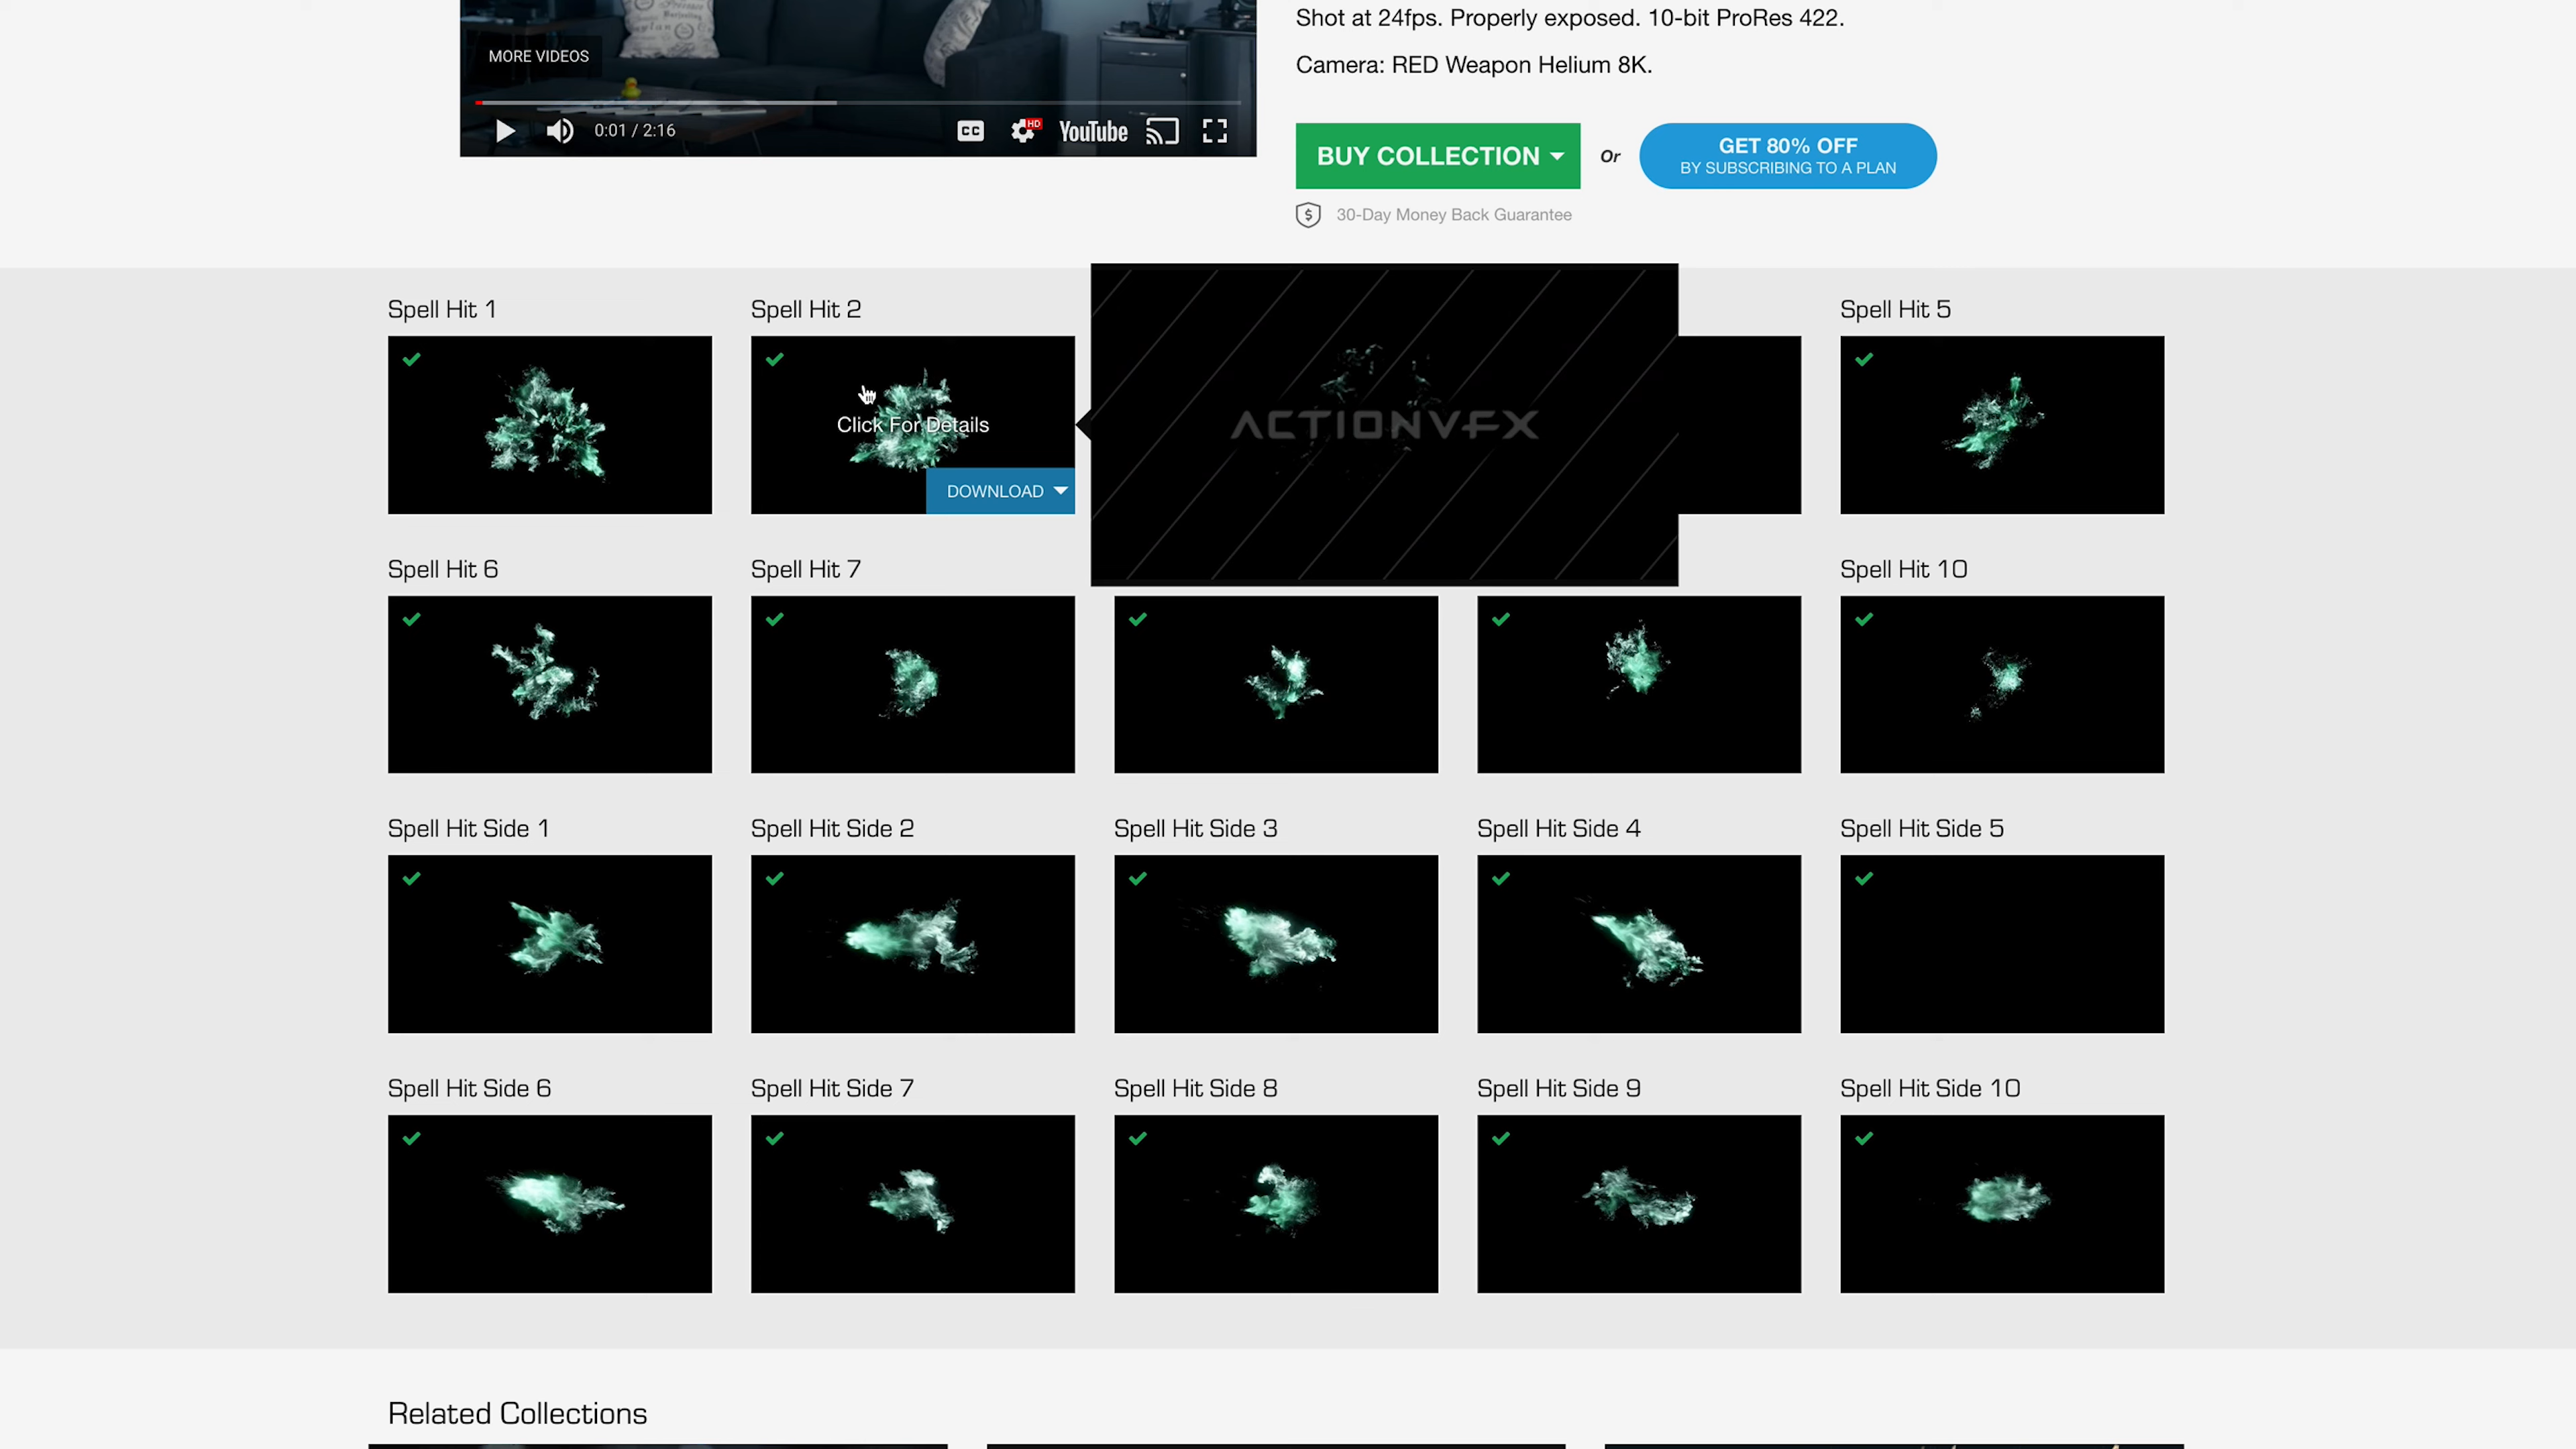 Shot at 24fps. Properly exposed. 10-bit ProRes 422.
MORE VIDEOS
Camera: RED Weapon Helium 8K.
0:01 / 2:16
CC
HD
YouTube
BUY COLLECTION
Or
GET 80% OFF
BY SUBSCRIBING TO A PLAN
30-Day Money Back Guarantee
Spell Hit 1
Spell Hit 2
Spell Hit 5
Click For Details
DOWNLOAD
ACTIONVFX
Spell Hit 6
Spell Hit 7
Spell Hit 10
Spell Hit Side 1
Spell Hit Side 2
Spell Hit Side 3
Spell Hit Side 4
Spell Hit Side 5
Spell Hit Side 6
Spell Hit Side 7
Spell Hit Side 8
Spell Hit Side 9
Spell Hit Side 10
Related Collections